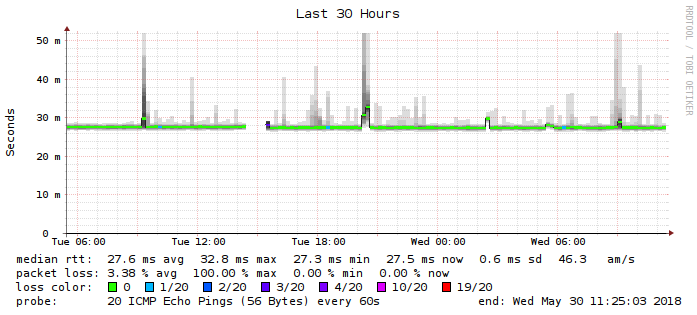 Last 30 Hours
RRDTOOL / TOBI OETIKER
Seconds
50 m
40 m
30 m
20 m
10 m
0
Tue 06:00 Tue 12:00 Tue 18:00 Wed 00:00 Wed 06:00
median rtt: 27.6 ms avg 32.8 ms max 27.3 ms min 27.5 ms now 0.6 ms sd 46.3 am/s
packet loss: 3.38 % avg 100.00 % max 0.00 % min 0.00 % now
loss color: 0 1/20 2/20 3/20 4/20 10/20 19/20
probe: 20 ICMP Echo Pings (56 Bytes) every 60s end: Wed May 30 11:25:03 2018